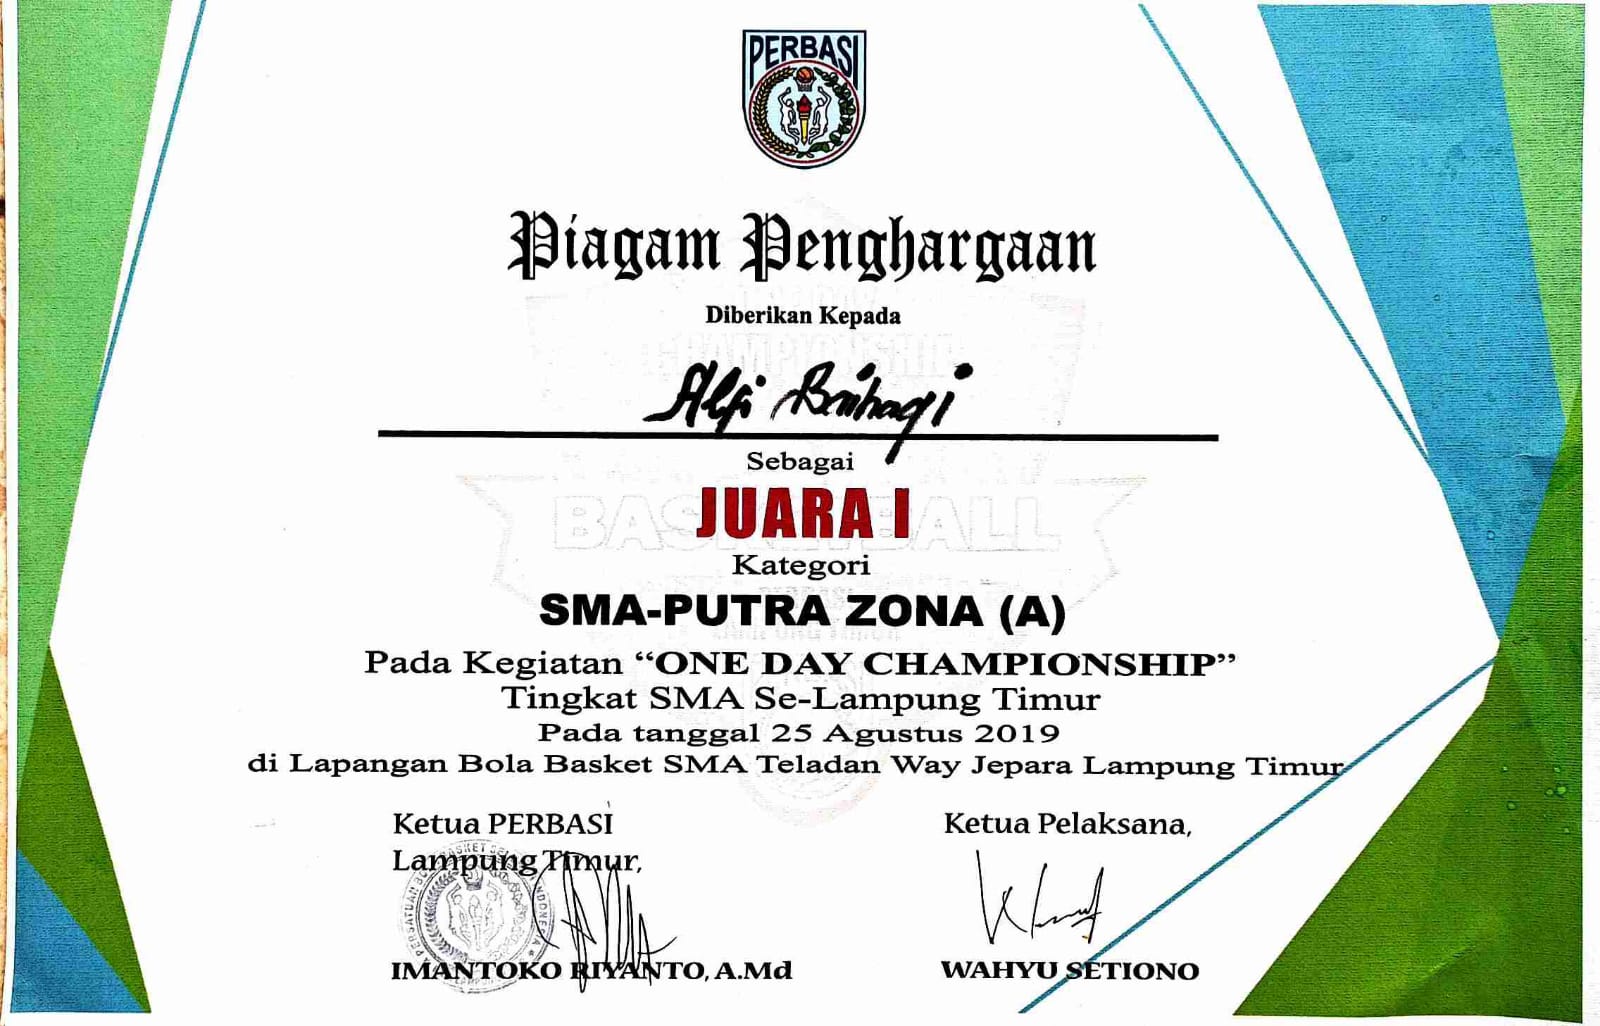 PERBASI
Piagam Penghargaan
Diberikan Kepada
Alfi
Sebagai
JUARA I
Kategori
SMA-PUTRA ZONA (A)
Pada Kegiatan “ONE DAY CHAMPIONSHIP”
Tingkat SMA Se-Lampung Timur
Pada tanggal 25 Agustus 2019
di Lapangan Bola Basket SMA Teladan Way Jepara Lampung Timur
Ketua PERBASI
Lampung Timur,
IMANTOKO RIYANTO, A.Md
Ketua Pelaksana,
WAHYU SETIONO
CHAMPIONSHIP
BASKETBALL